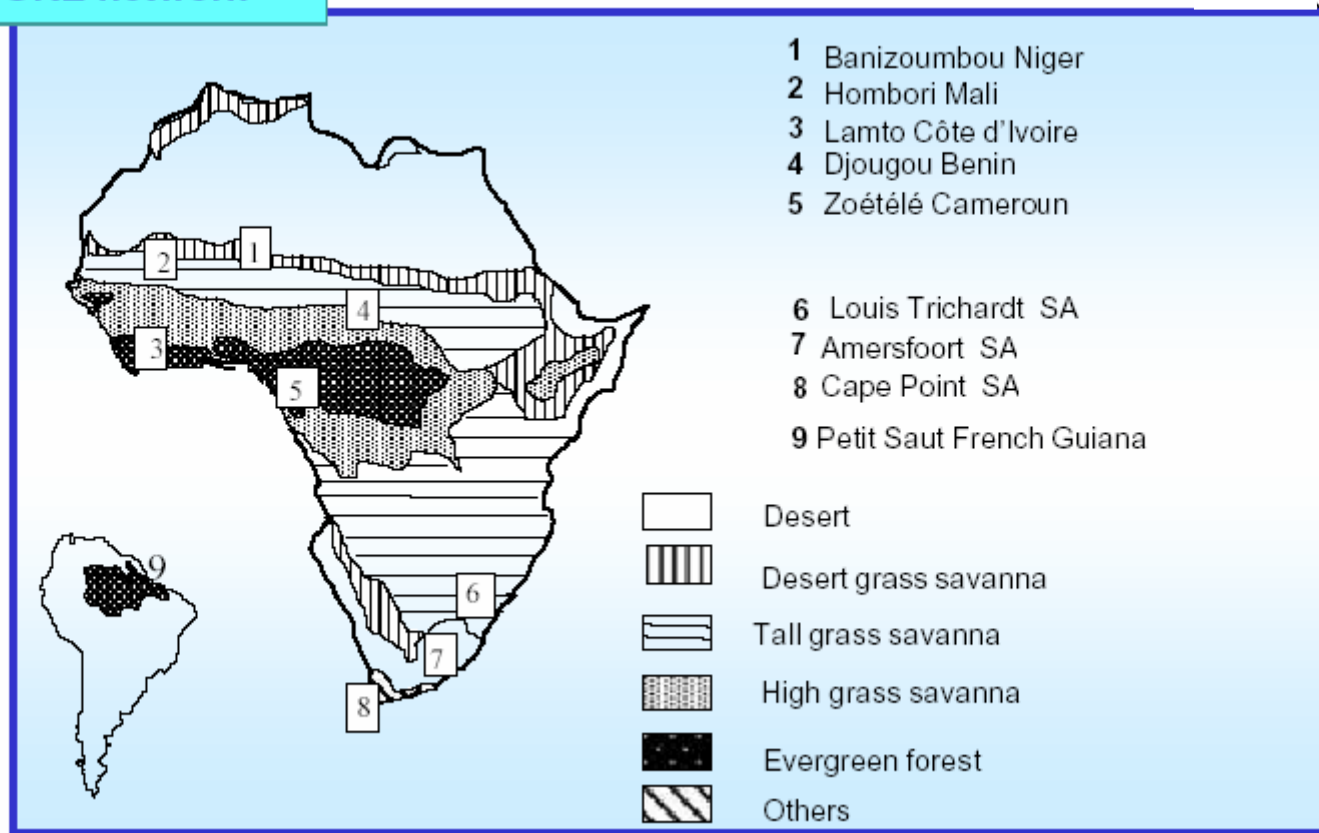 1 Banizoumbou Niger
2 Hombori Mali
3 Lamto Côte d'Ivoire
4 Djougou Benin
5 Zoétélé Cameroun
6 Louis Trichardt SA
7 Amersfoort SA
8 Cape Point SA
9 Petit Saut French Guiana
1
2
4
3
5
6
7
8
9
Desert
Desert grass savanna
Tall grass savanna
High grass savanna
Evergreen forest
Others